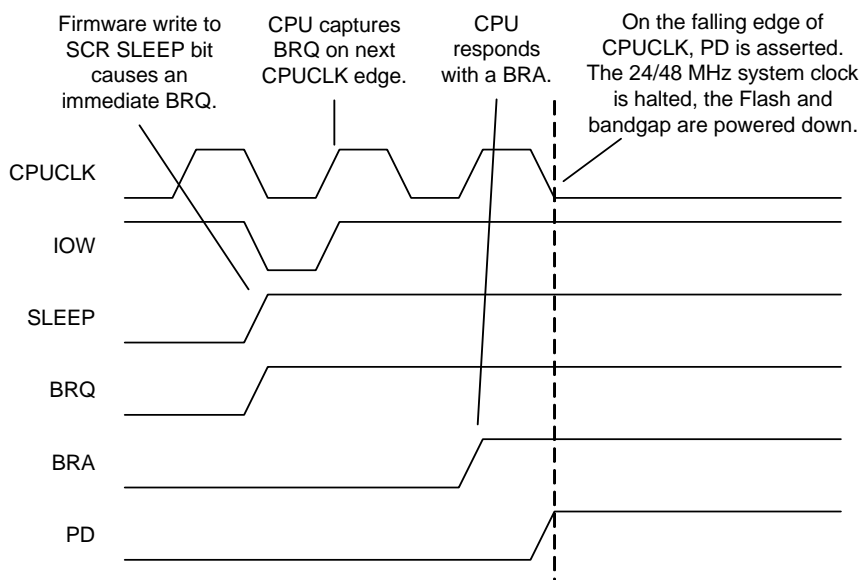 Firmware write to
SCR SLEEP bit
causes an
immediate BRQ.
CPU captures
BRQ on next
CPUCLK edge.
CPU
responds
with a BRA.
On the falling edge of
CPUCLK, PD is asserted.
The 24/48 MHz system clock
is halted, the Flash and
bandgap are powered down.
CPUCLK
IOW
SLEEP
BRQ
BRA
PD